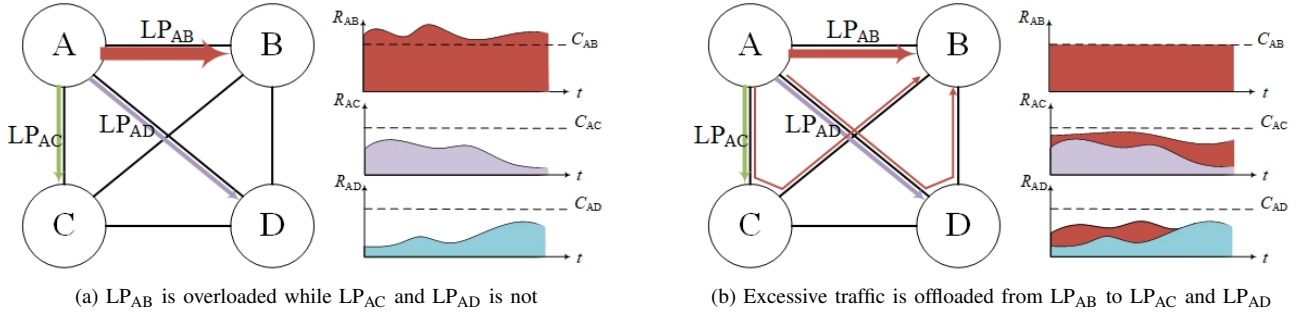 A LP_AB B
LP_AC LP_AD
C D
R_AB
C_AB
t
R_AC
C_AC
t
R_AD
C_AD
t
(a) LP_AB is overloaded while LP_AC and LP_AD is not
A LP_AB B
LP_AC LP_AD
C D
R_AB
C_AB
t
R_AC
C_AC
t
R_AD
C_AD
t
(b) Excessive traffic is offloaded from LP_AB to LP_AC and LP_AD